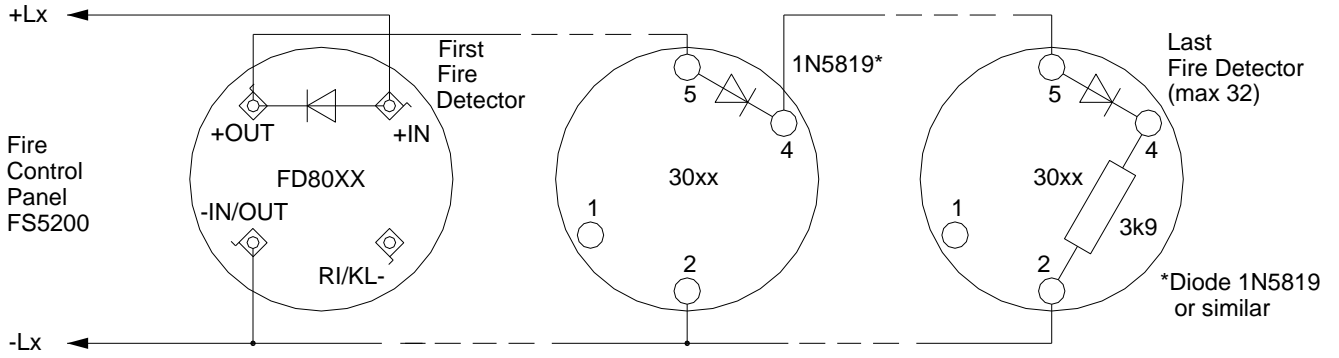 +Lx
First
Fire
Detector
1N5819*
Last
Fire Detector
(max 32)
5
5
+OUT
+IN
4
4
Fire
Control
Panel
FS5200
FD80XX
30xx
30xx
-IN/OUT
1
1
3k9
RI/KL-
2
2
*Diode 1N5819
or similar
-Lx